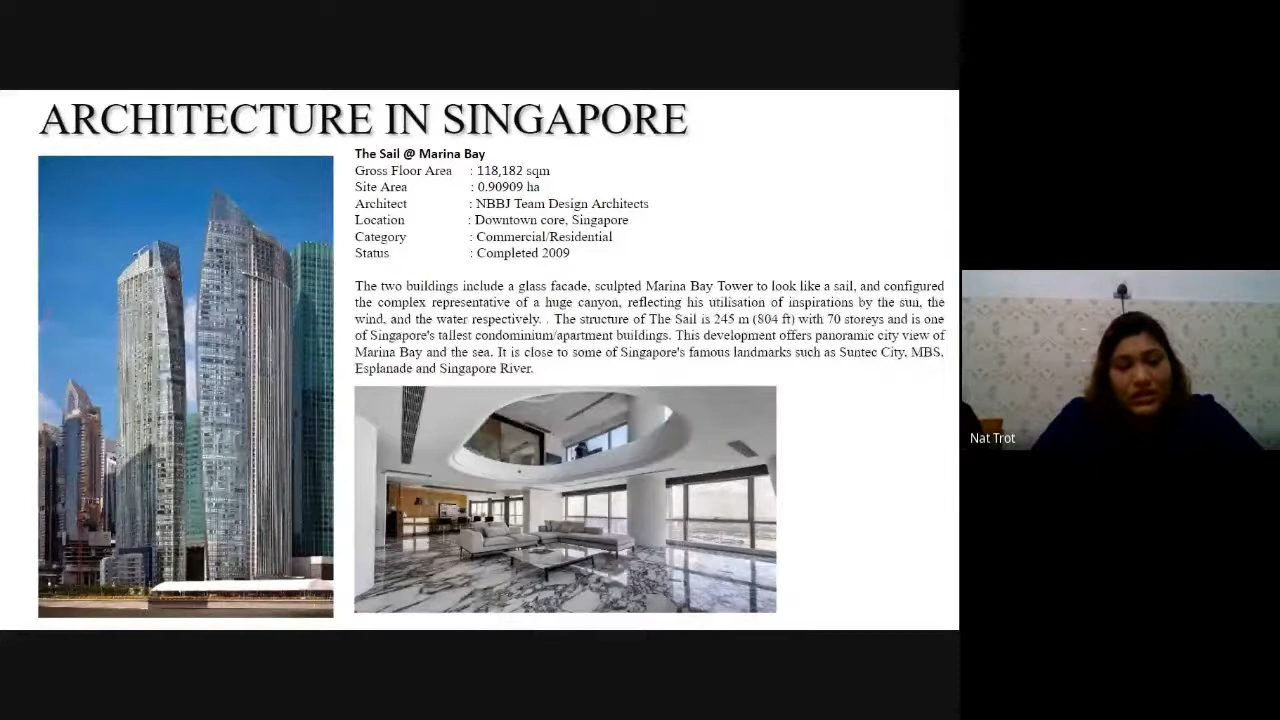 ARCHITECTURE IN SINGAPORE
The Sail @ Marina Bay
Gross Floor Area : 118,182 sqm
Site Area : 0.90909 ha
Architect : NBBJ Team Design Architects
Location : Downtown core, Singapore
Category : Commercial/Residential
Status : Completed 2009
The two buildings include a glass facade, sculpted Marina Bay Tower to look like a sail, and configured
the complex representative of a huge canyon, reflecting his utilisation of inspirations by the sun, the
wind, and the water respectively. . The structure of The Sail is 245 m (804 ft) with 70 storeys and is one
of Singapore's tallest condominium/apartment buildings. This development offers panoramic city view of
Marina Bay and the sea. It is close to some of Singapore's famous landmarks such as Suntec City, MBS,
Esplanade and Singapore River.
Nat Trot